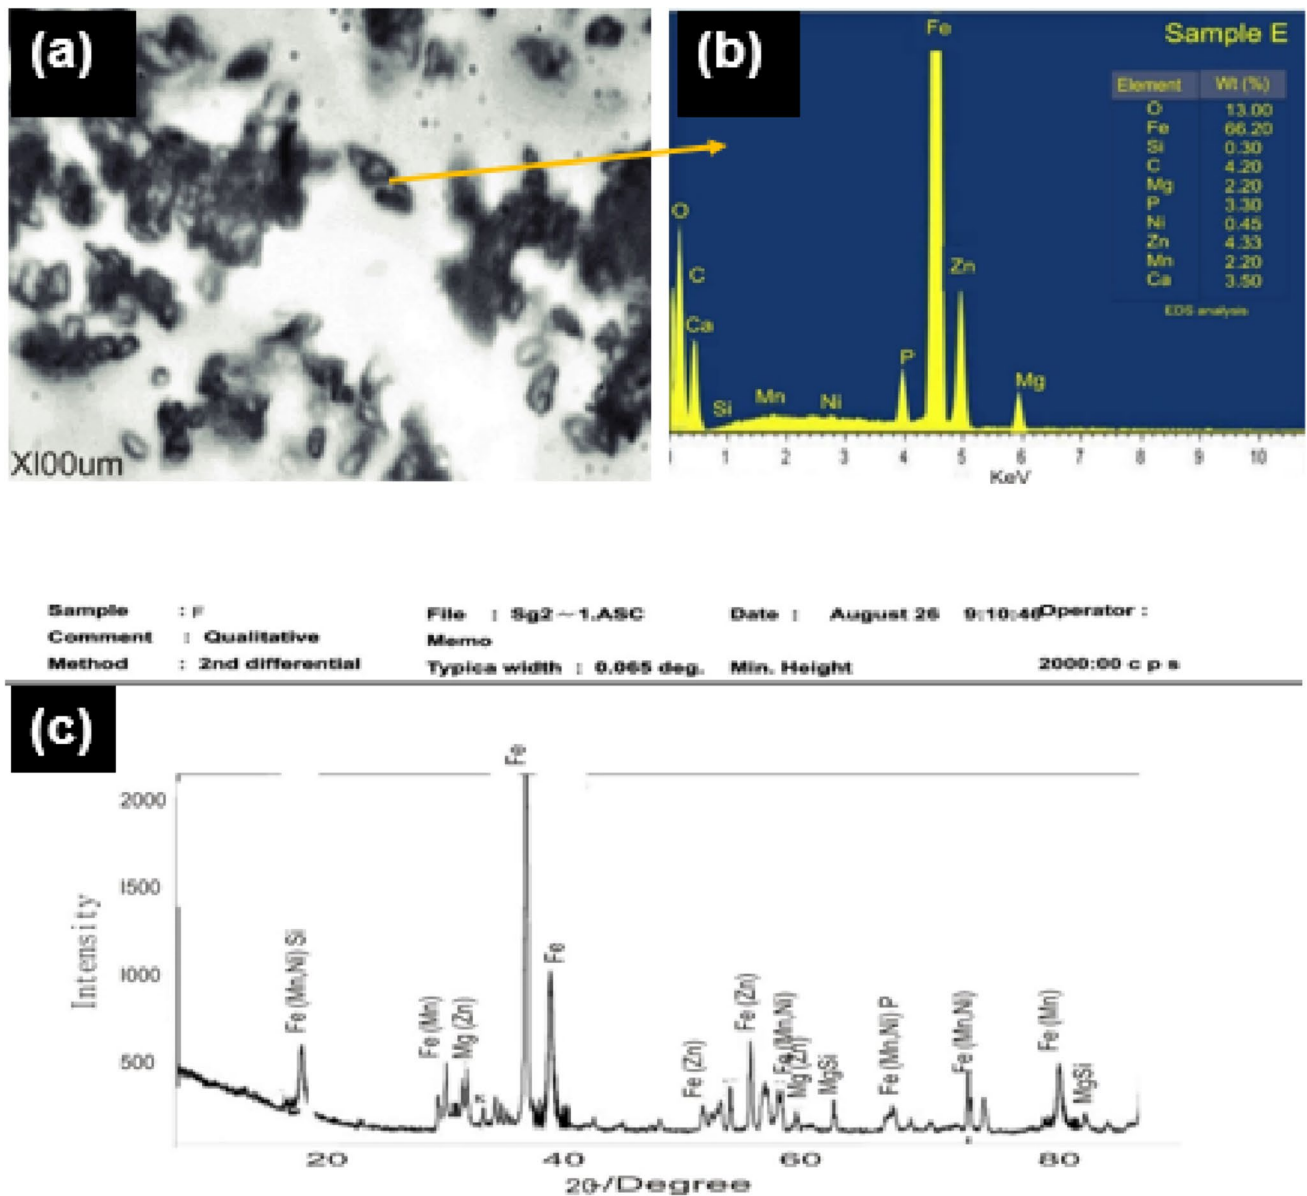 (a)
XI00um
(b)
Sample E
Fe
Element Wt (%)
O 13.00
Fe 66.20
Si 0.30
C 4.20
Mg 2.20
P 3.30
Ni 0.45
Zn 4.33
Mn 2.20
Ca 3.50
EDS analysis
O
C
Ca
Si
Mn
Ni
P
Zn
Mg
1 2 3 4 5 6 7 8 9 10
KeV
Sample : F
Comment : Qualitative
Method : 2nd differential
File : Sg2~1.ASC
Memo
Typica width : 0.065 deg.
Date : August 26 9:10:46
Min. Height
Operator :
2000:00 c p s
(c)
Intensity
2000
I500
I000
500
Fe (Mn,Ni) Si
Fe (Mn)
Mg (Zn)
Fe
Fe
Fe (Zn)
Fe (Zn)
Fe (Mn,Ni)
Mg (Zn)
MgSi
Fe (Mn,Ni) P
Fe (Mn,Ni)
Fe (Mn)
MgSi
20 40 60 80
20-/Degree